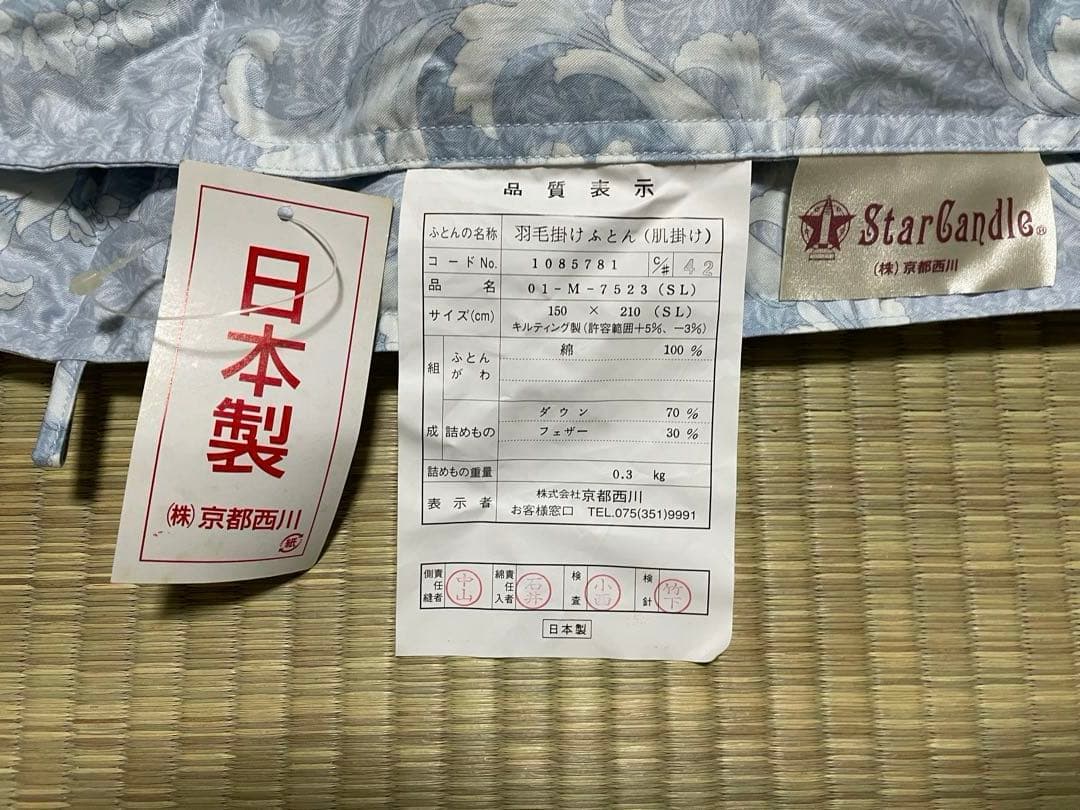 日本製
(株) 京都西川
紙
品質表示
ふとんの名称 羽毛掛けふとん (肌掛け)
コードNo. 1085781 C/# 42
品名 01-M-7523 (SL)
サイズ(cm) 150 × 210 (SL)
キルティング製 (許容範囲+5%、-3%)
組成 ふとんがわ 綿 100 %
詰めもの ダウン 70 %
フェザー 30 %
詰めもの重量 0.3 kg
表示者 株式会社 京都西川
お客様窓口 TEL.075(351)9991
側責任縫者 中山 綿責任入者 石井 検査 小西 検針 竹下
日本製
StarCandle®
(株) 京都西川